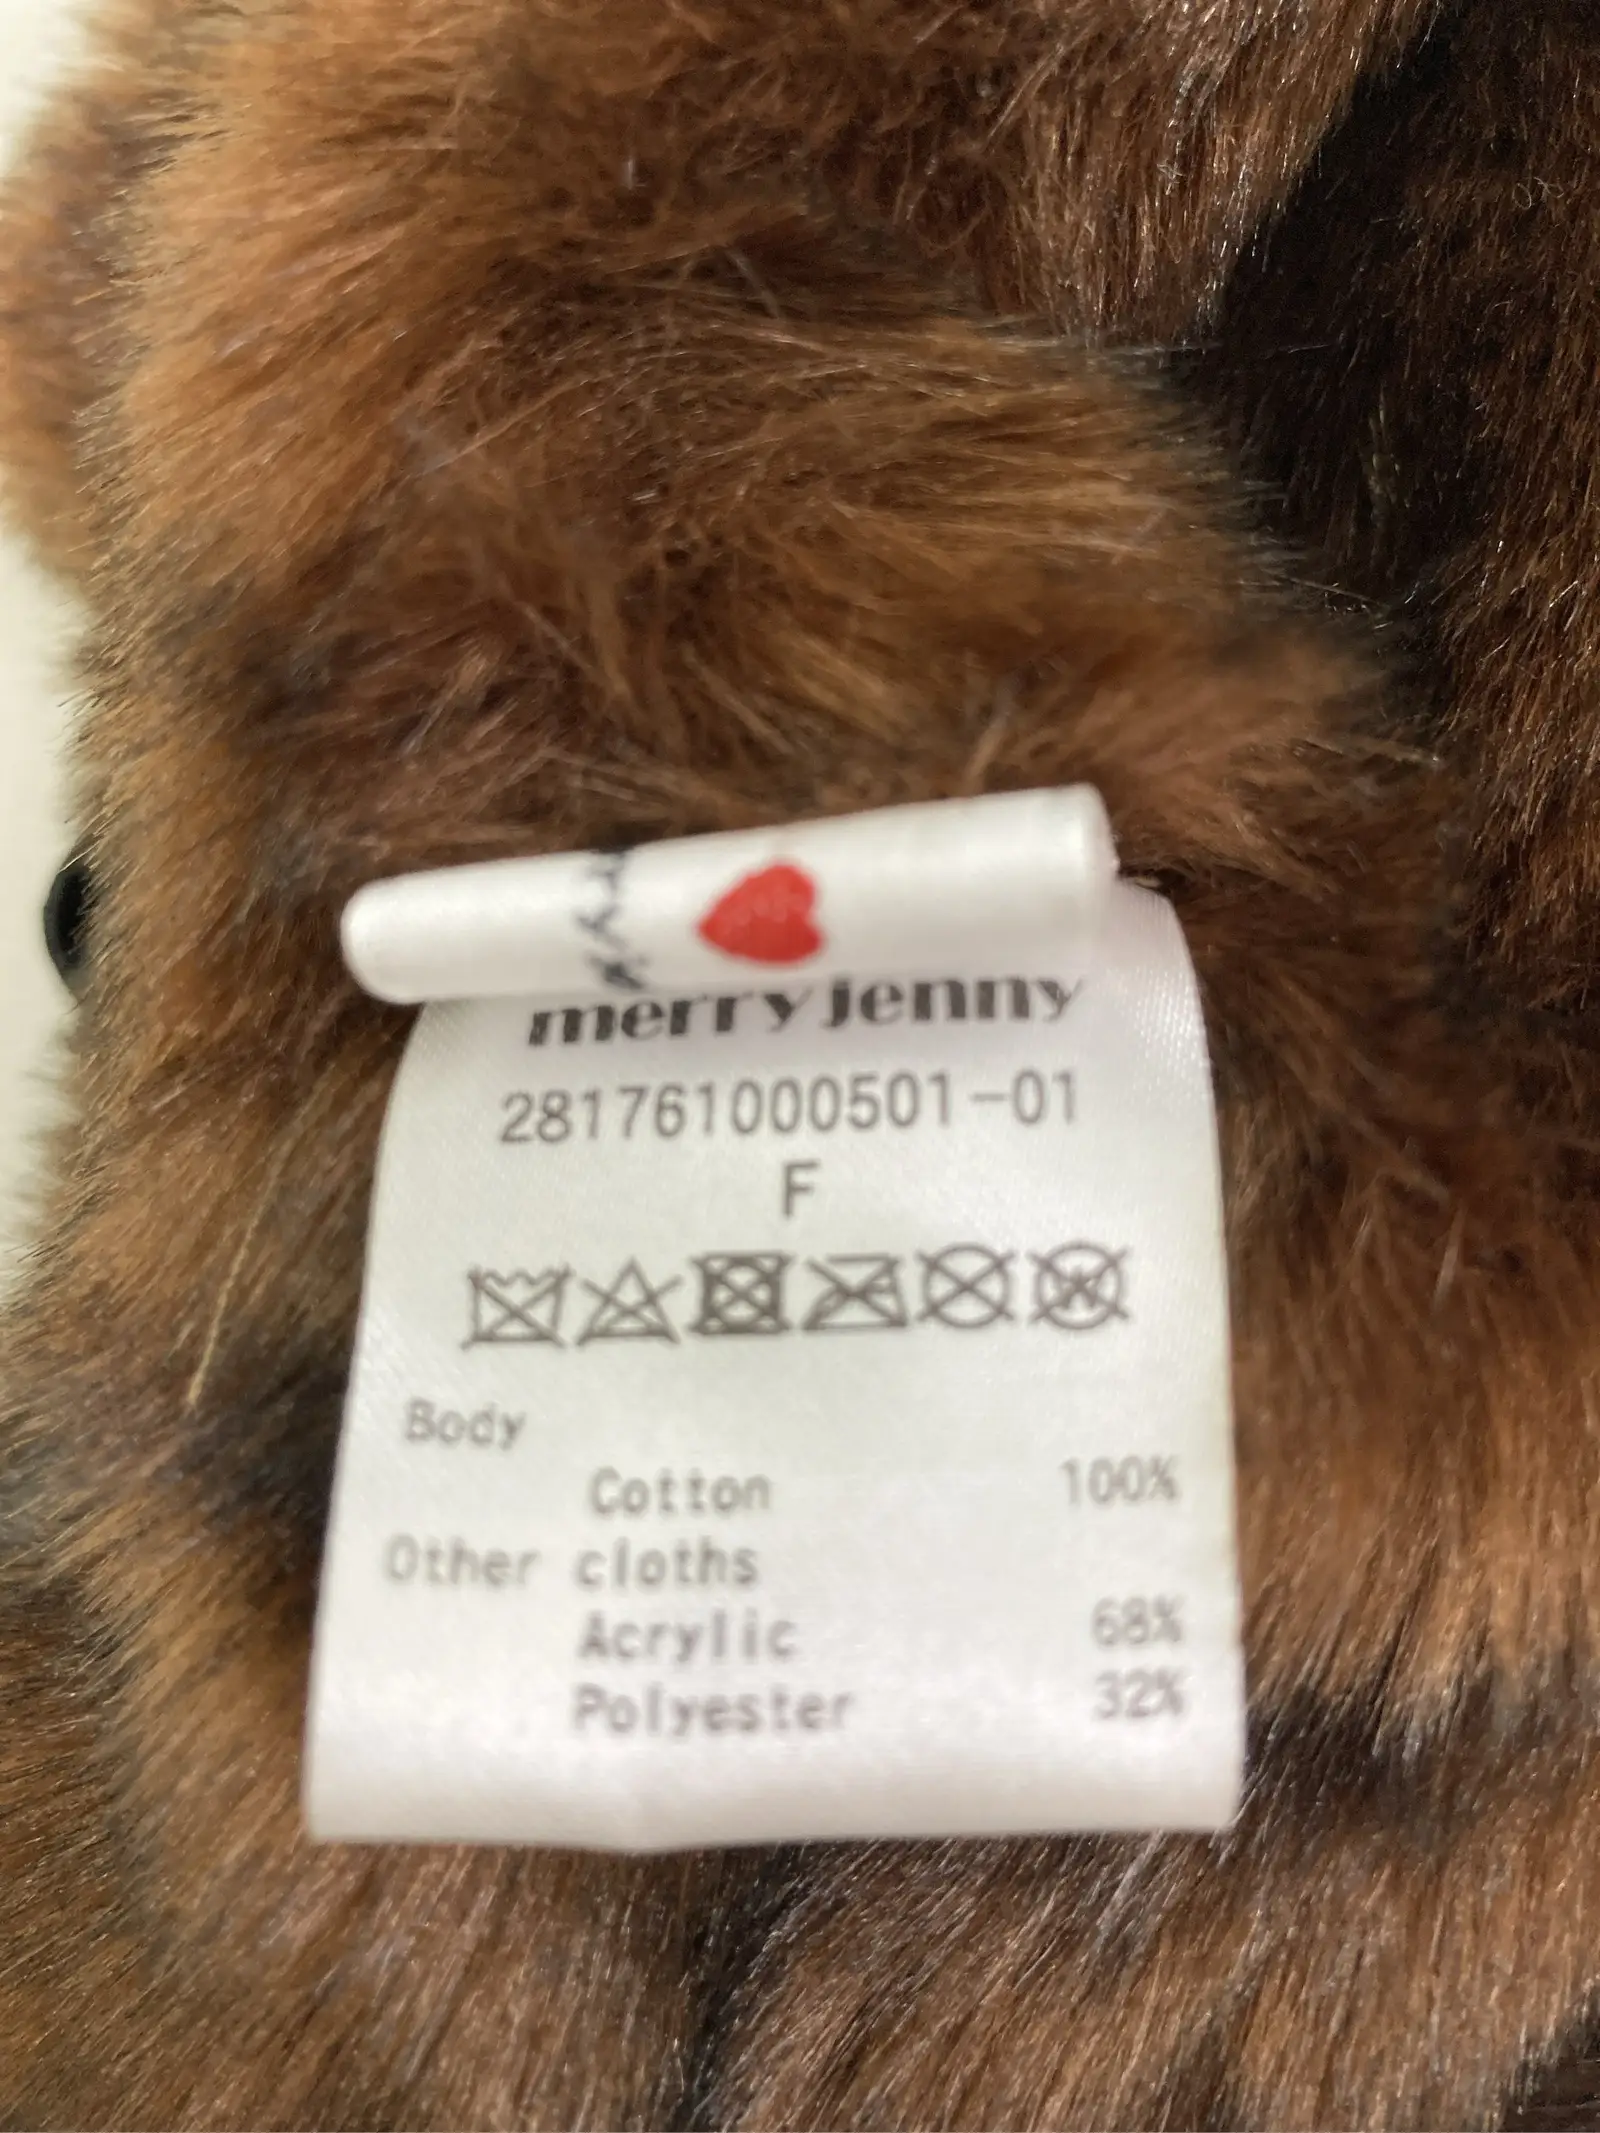 merry jenny
281761000501-01
F
Body
Cotton 100%
Other cloths
Acrylic 68%
Polyester 32%